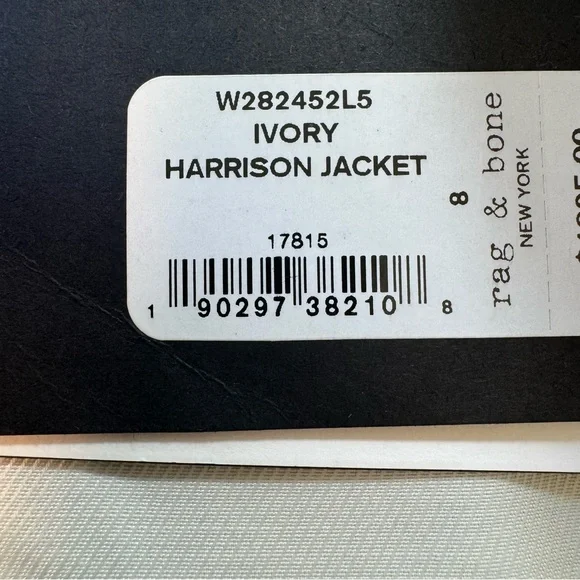 W282452L5
IVORY
HARRISON JACKET
8
17815
1 90297 38210 8
rag & bone
NEW YORK